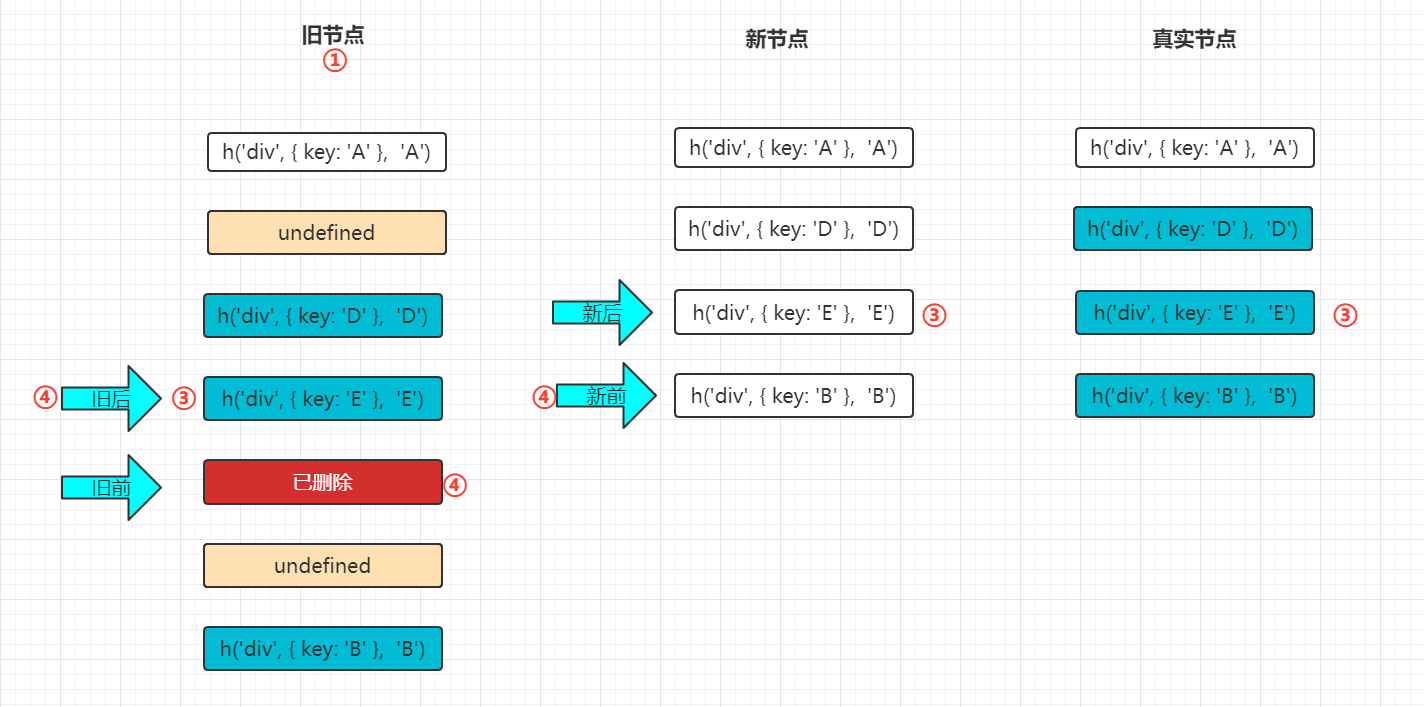 旧节点
①
新节点
真实节点
h('div', { key: 'A' }, 'A')
h('div', { key: 'A' }, 'A')
h('div', { key: 'A' }, 'A')
undefined
h('div', { key: 'D' }, 'D')
h('div', { key: 'D' }, 'D')
h('div', { key: 'D' }, 'D')
新后
h('div', { key: 'E' }, 'E')
③
h('div', { key: 'E' }, 'E')
③
④
旧后
③
h('div', { key: 'E' }, 'E')
④
新前
h('div', { key: 'B' }, 'B')
h('div', { key: 'B' }, 'B')
旧前
已删除
④
undefined
h('div', { key: 'B' }, 'B')